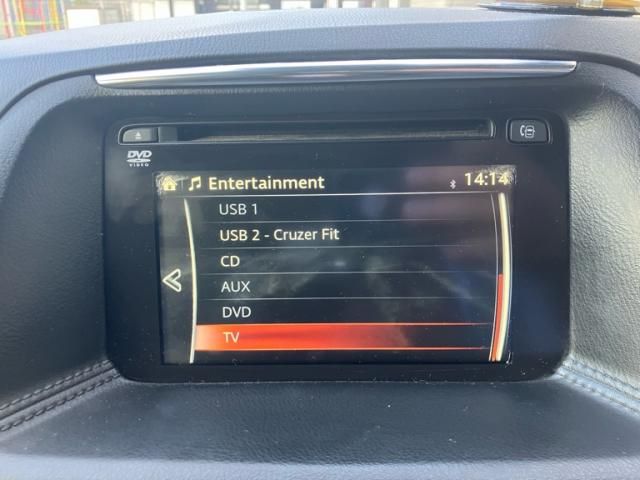 DVD
VIDEO
Entertainment 14:14
USB 1
USB 2 - Cruzer Fit
CD
AUX
DVD
TV